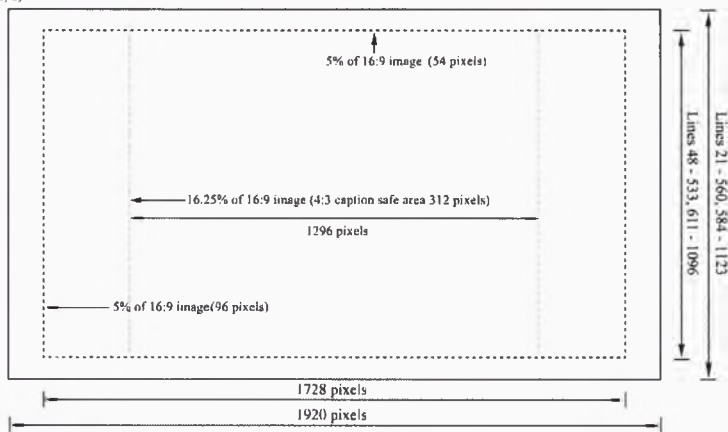 5% of 16:9 image (54 pixels)
16.25% of 16:9 image (4:3 caption safe area 312 pixels)
1296 pixels
5% of 16:9 image(96 pixels)
Lines 48 - 533, 611 - 1096
Lines 21 - 560, 584 - 1123
1728 pixels
1920 pixels